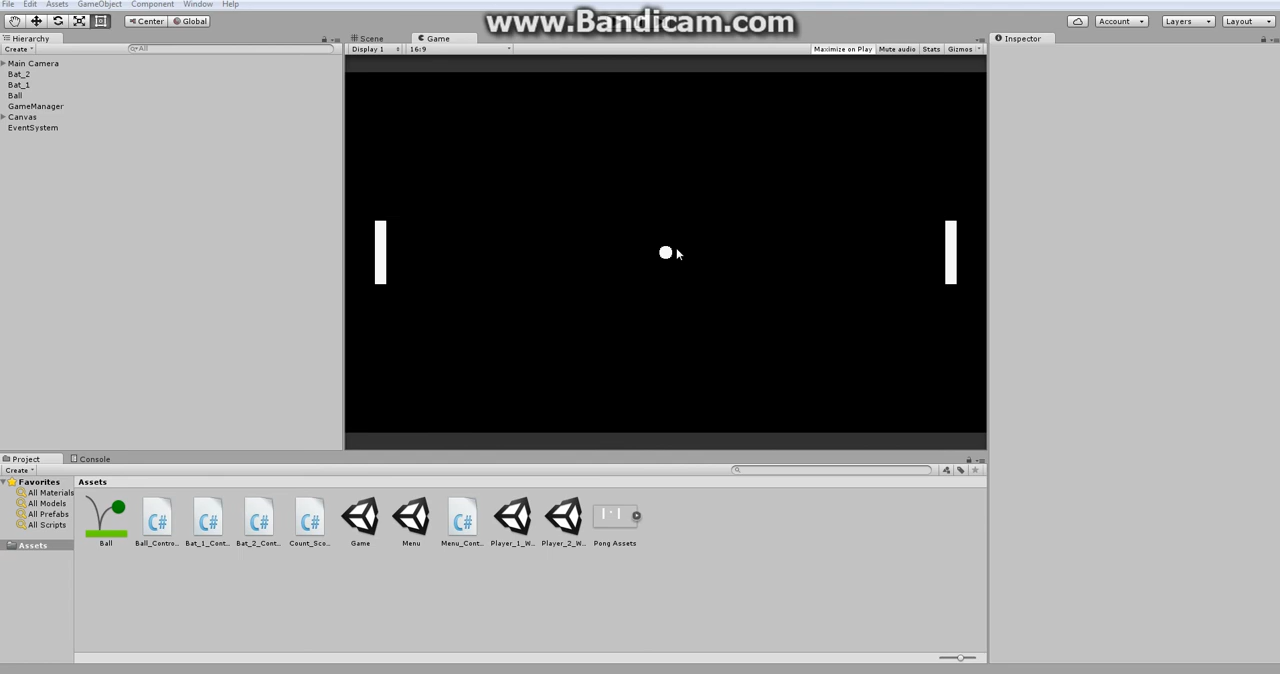 www.Bandicam.com
File Edit Assets GameObject Component Window Help
Center Global Account Layers Layout
Hierarchy
Create All
Main Camera
Bat_2
Bat_1
Ball
GameManager
Canvas
EventSystem
Scene Game
Display 1 16:9 Maximize on Play Mute audio Stats Gizmos
Inspector
Project Console
Create
Favorites
All Materials
All Models
All Prefabs
All Scripts
Assets
Assets
C# C# C# C# C#
Ball Ball_Contro... Bat_1_Cont... Bat_2_Cont... Count_Sco... Game Menu Menu_Cont... Player_1_W... Player_2_W... Pong Assets